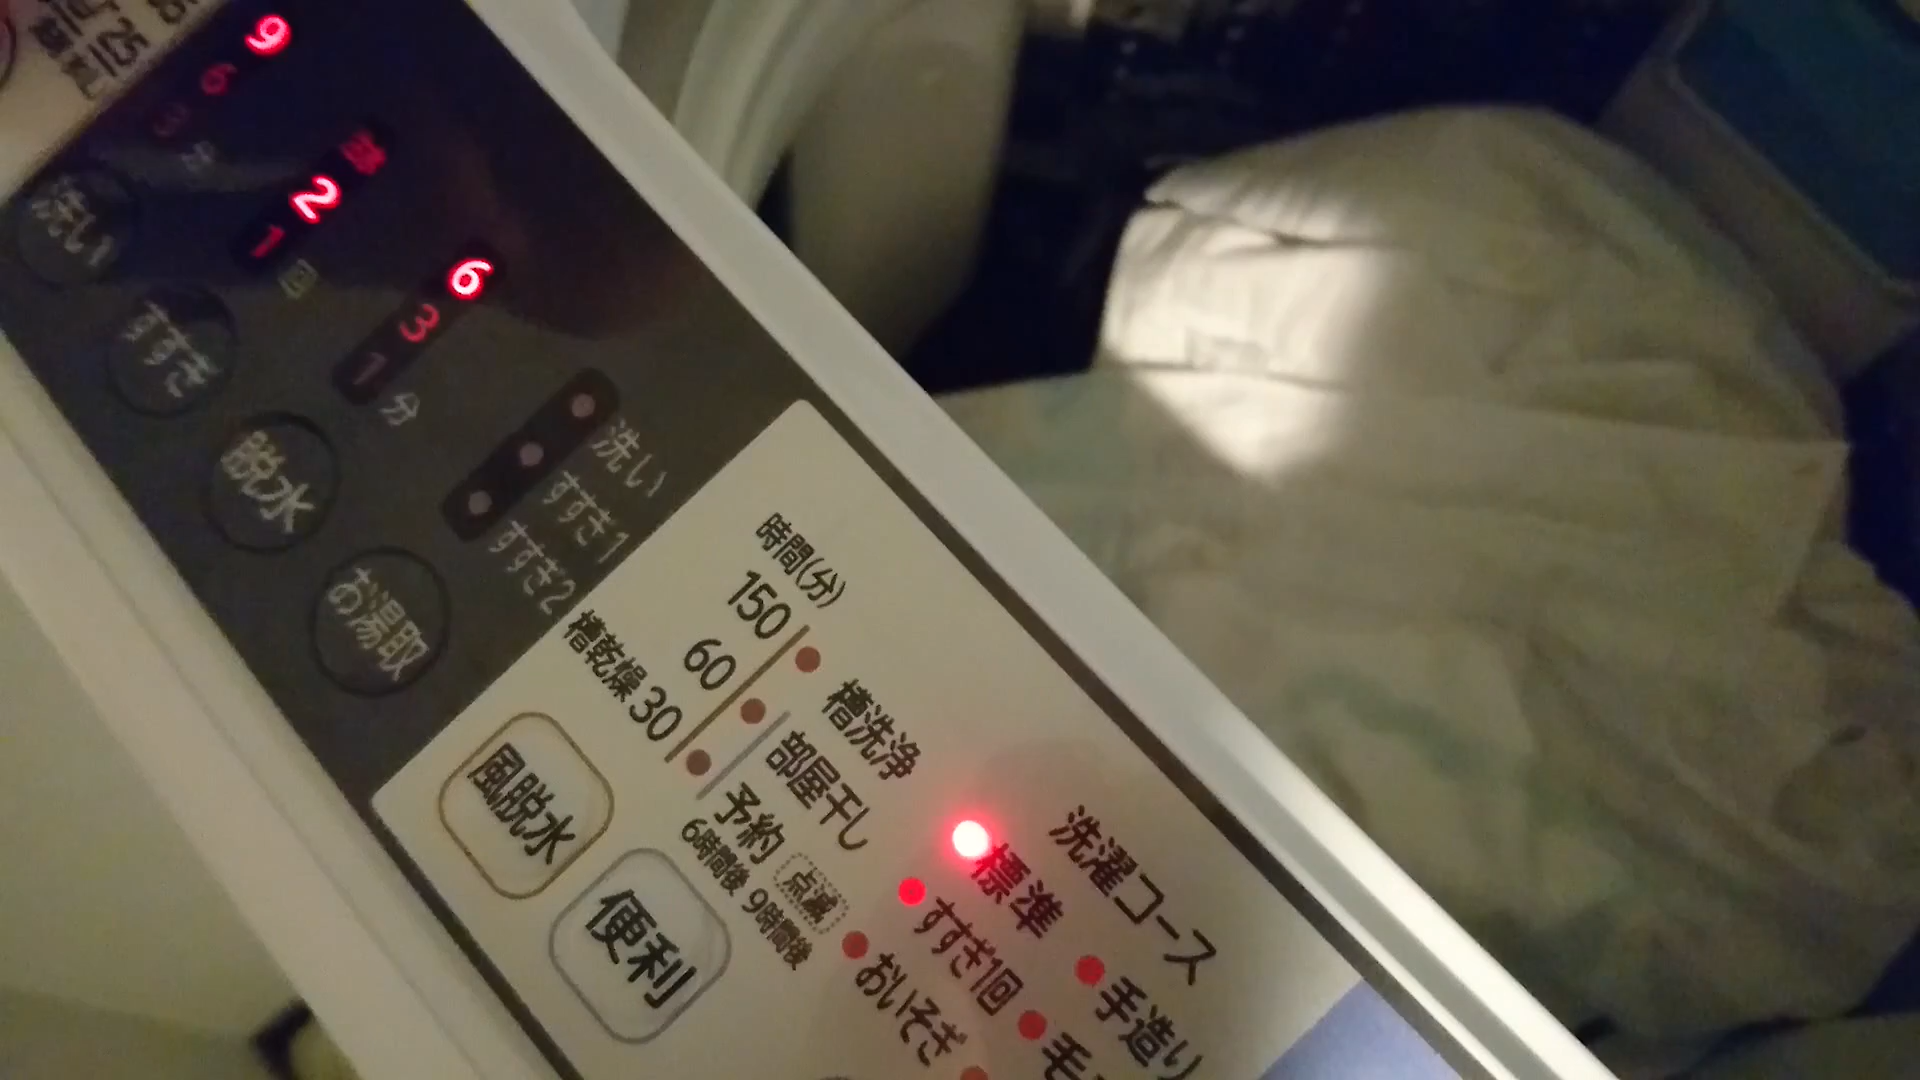 9
6
3
分
洗い
2
1
回
すすぎ
6
3
1
分
脱水
洗い
すすぎ1
すすぎ2
お湯取
時間(分)
150
60
槽乾燥 30
槽洗浄
部屋干し
予約
点滅
6時間後 9時間後
風脱水
便利
洗濯コース
標準
すすぎ1回
おいそぎ
手造り
毛